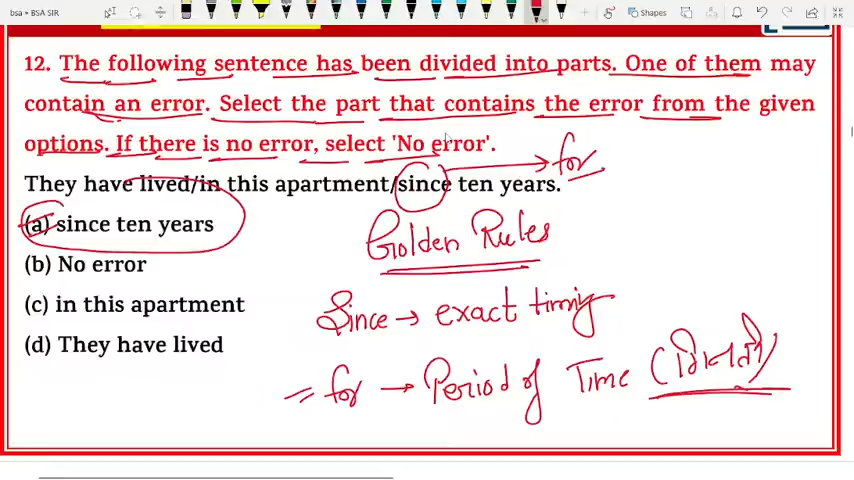 bsa ▾ BSA SIR
Shapes
12. The following sentence has been divided into parts. One of them may
contain an error. Select the part that contains the error from the given
options. If there is no error, select 'No error'.
for
They have lived/in this apartment/since ten years.
(a) since ten years
Golden Rules
(b) No error
(c) in this apartment
Since → exact timing
(d) They have lived
= for → Period of Time (गिनती)